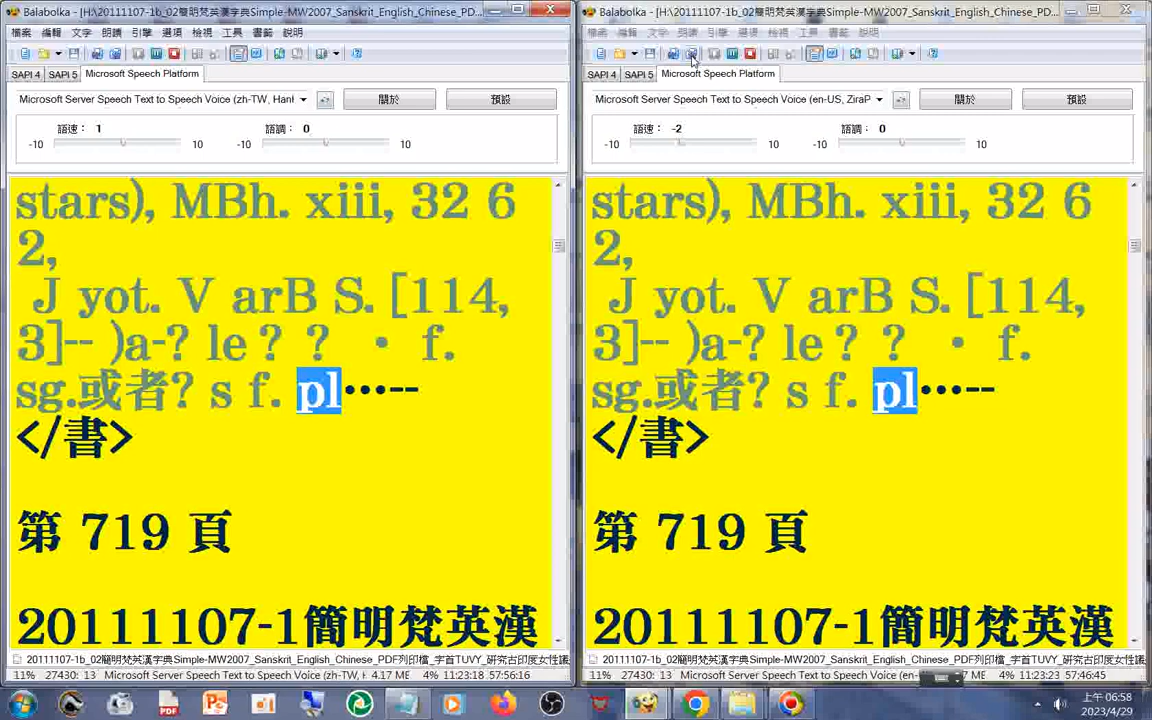 Balabolka - [H:\20111107-1b_02簡明梵英漢字典Simple-MW2007_Sanskrit_English_Chinese_PD...
檔案 編輯 文字 朗讀 引擎 選項 檢視 工具 書籤 說明
SAPI 4 SAPI 5 Microsoft Speech Platform
Microsoft Server Speech Text to Speech Voice (zh-TW, HanH 關於 預設
語速： 1 語調： 0
-10 10 -10 10
stars), MBh. xiii, 32 6
2,
J yot. V arB S. [114,
3]-- )a-? le？？ • f.
sg.或者? s f. pl•••--
</書>
第 719 頁
20111107-1簡明梵英漢
20111107-1b_02簡明梵英漢字典Simple-MW2007_Sanskrit_English_Chinese_PDF列印檔_字首TUVY_研究古印度女性議
11% 27430: 13 Microsoft Server Speech Text to Speech Voice (zh-TW, H 4.17 ME 4% 11:23:18 57:56:16
Balabolka - [H:\20111107-1b_02簡明梵英漢字典Simple-MW2007_Sanskrit_English_Chinese_PD...
檔案 編輯 文字 朗讀 引擎 選項 檢視 工具 書籤 說明
SAPI 4 SAPI 5 Microsoft Speech Platform
Microsoft Server Speech Text to Speech Voice (en-US, ZiraP 關於 預設
語速： -2 語調： 0
-10 10 -10 10
stars), MBh. xiii, 32 6
2,
J yot. V arB S. [114,
3]-- )a-? le？？ • f.
sg.或者? s f. pl•••--
</書>
第 719 頁
20111107-1簡明梵英漢
20111107-1b_02簡明梵英漢字典Simple-MW2007_Sanskrit_English_Chinese_PDF列印檔_字首TUVY_研究古印度女性議
11% 27430: 13 Microsoft Server Speech Text to Speech Voice (en-U 4.17 ME 4% 11:23:23 57:46:45
上午 06:58
2023/4/29